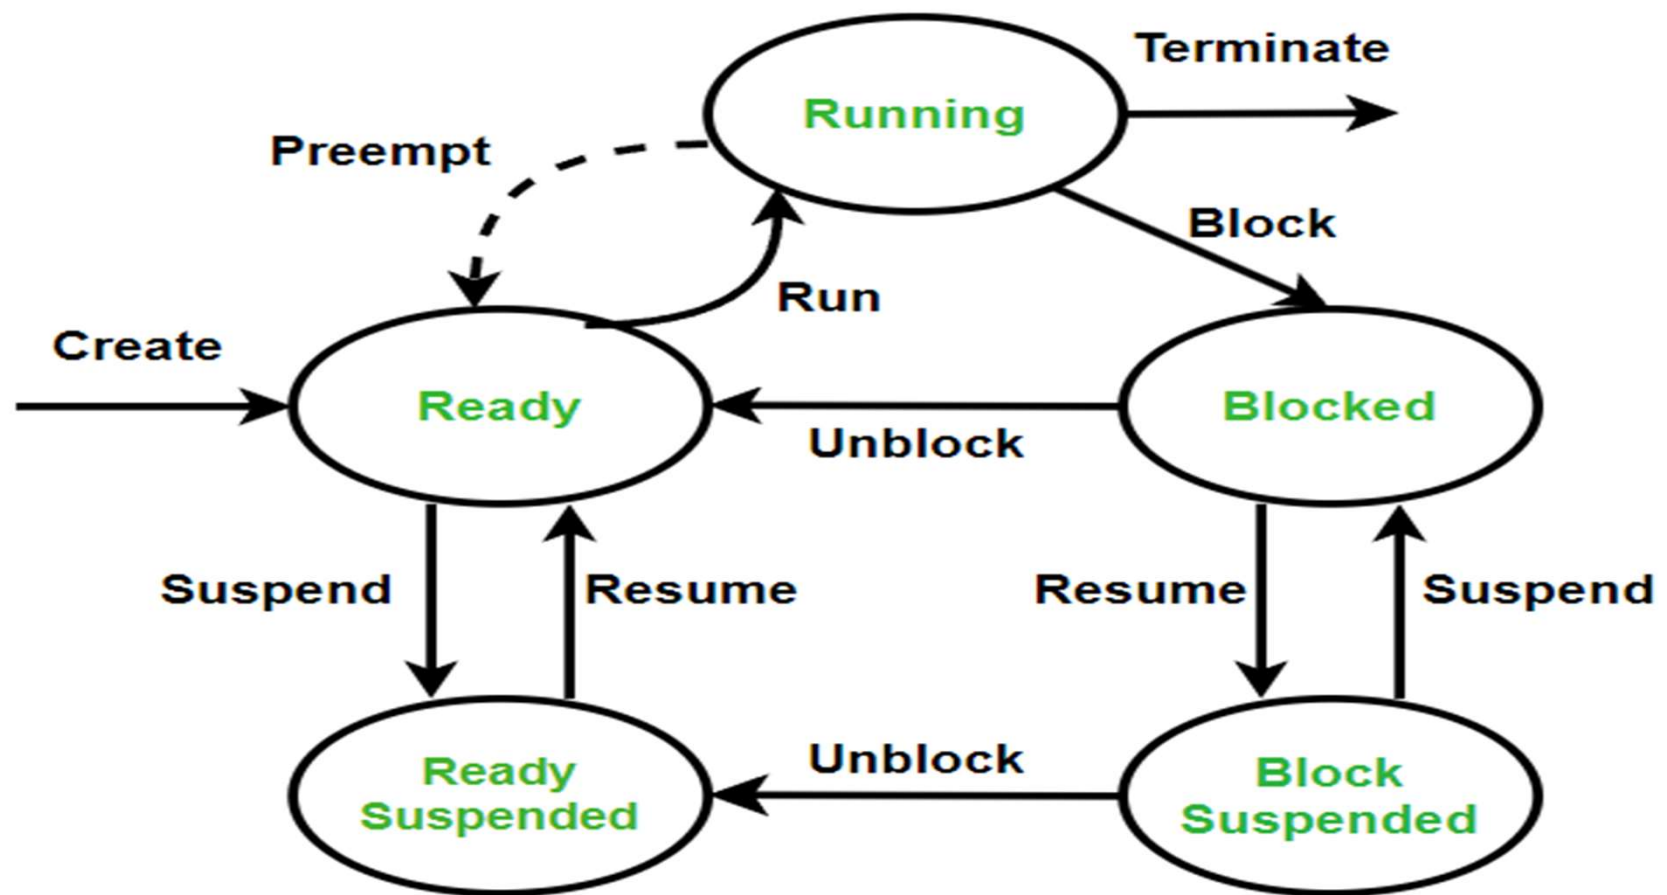 Terminate
Running
Preempt
Block
Run
Create
Ready
Blocked
Unblock
Suspend
Resume
Resume
Suspend
Unblock
Ready
Suspended
Block
Suspended